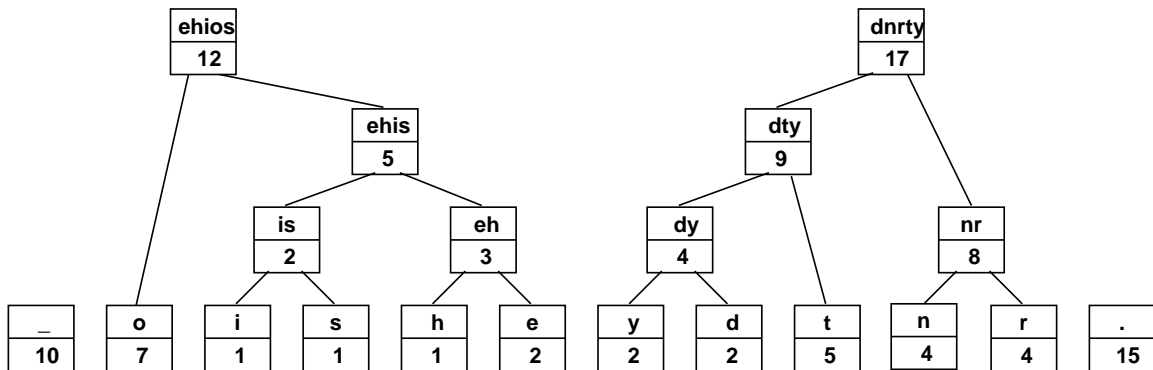 ehios dnrty
12 17
ehis dty
5 9
is eh dy nr
2 3 4 8
_ o i s h e y d t n r .
10 7 1 1 1 2 2 2 5 4 4 15